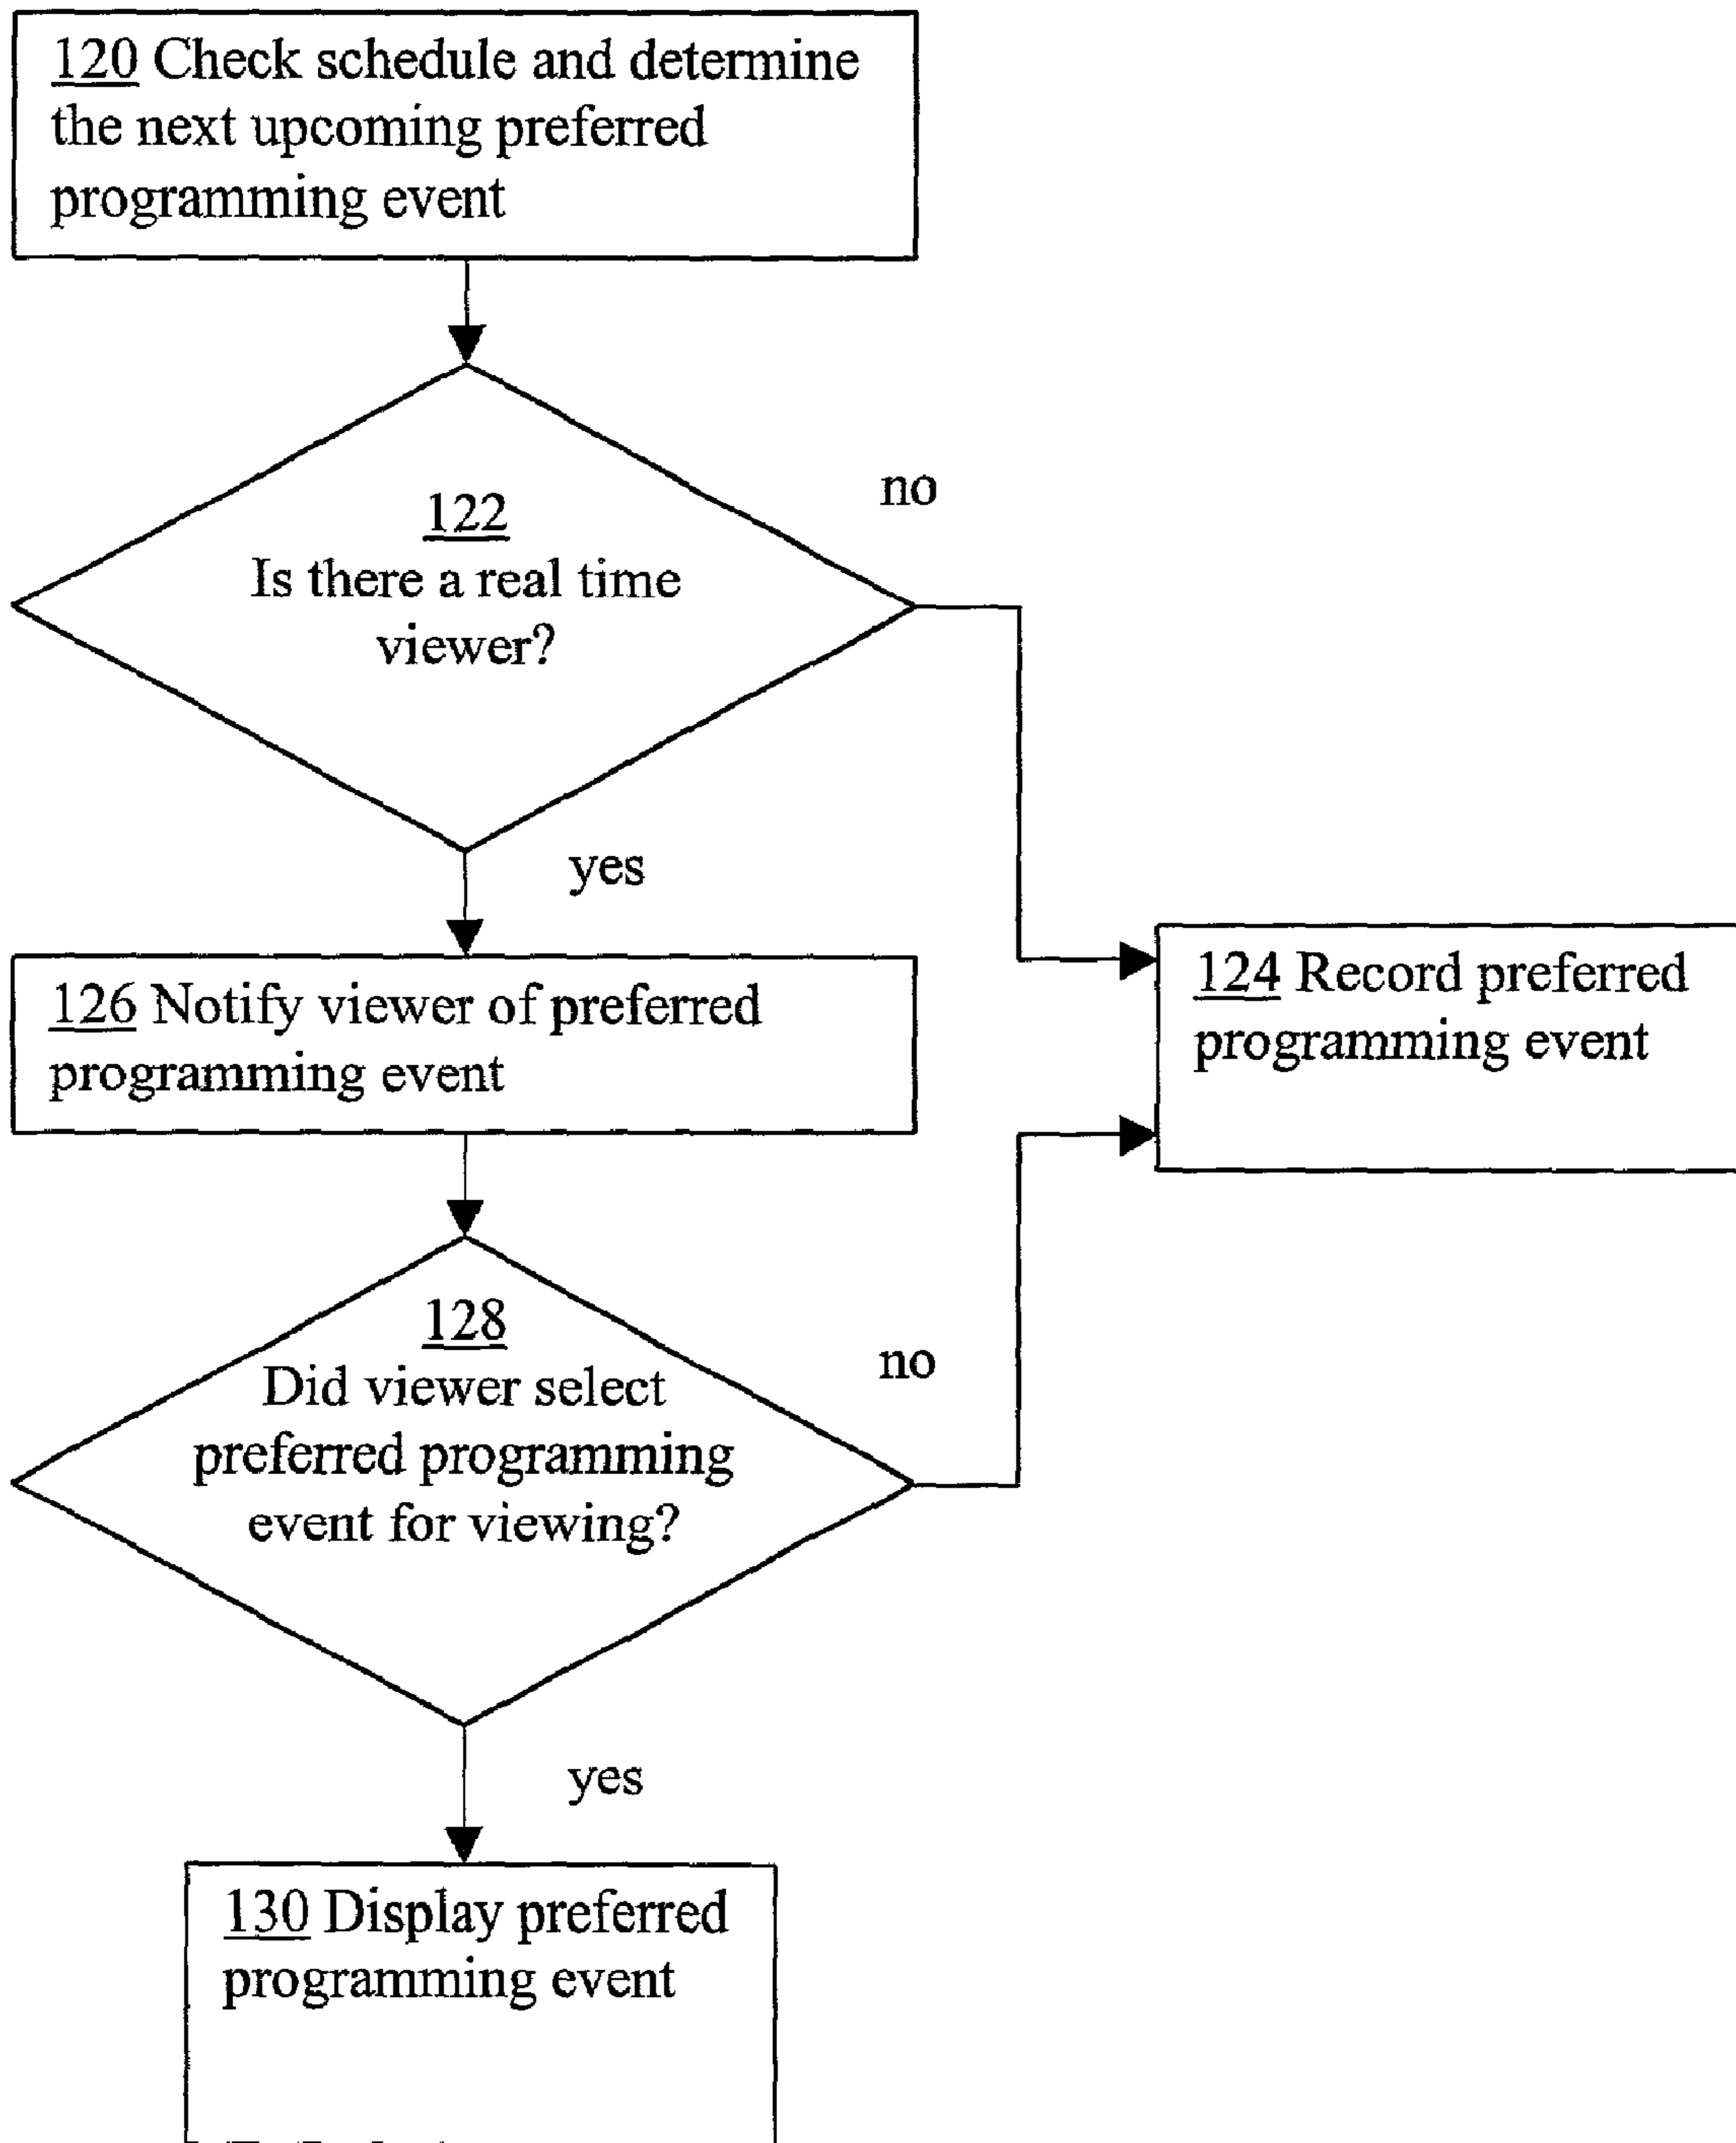 120 Check schedule and determine
the next upcoming preferred
programming event
122
Is there a real time
viewer?
no
yes
126 Notify viewer of preferred
programming event
124 Record preferred
programming event
128
Did viewer select
preferred programming
event for viewing?
no
yes
130 Display preferred
programming event